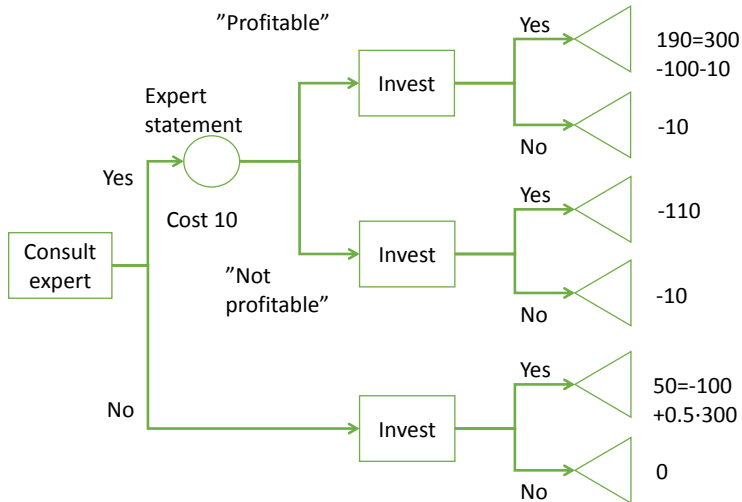 ”Profitable”
Yes
190=300
-100-10
Invest
Expert
statement
-10
No
Yes
Yes
Cost 10
-110
Consult
expert
Invest
”Not
profitable”
-10
No
Yes
50=-100
+0.5·300
No
Invest
0
No